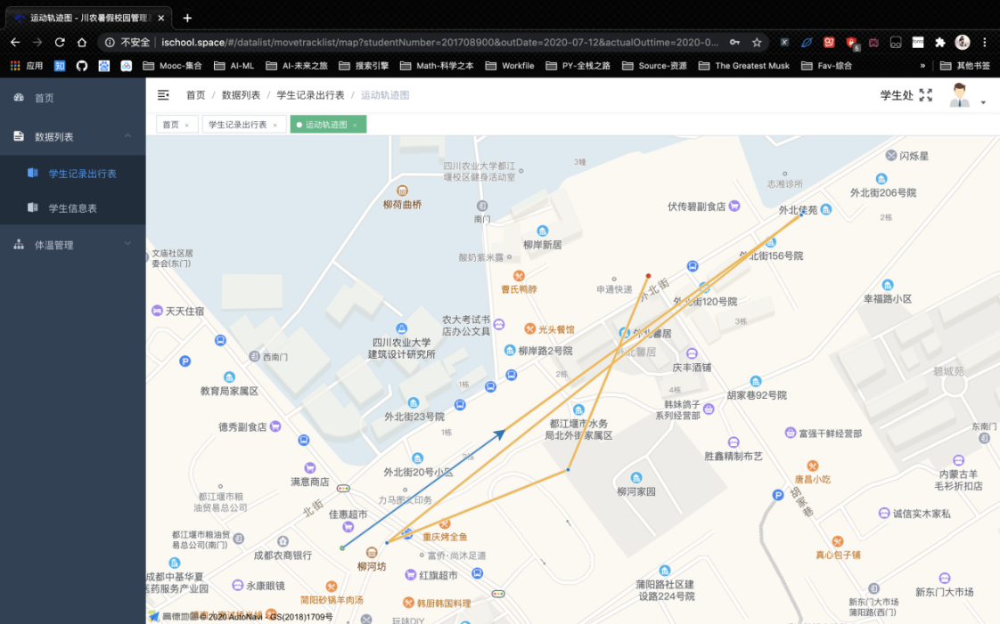 运动轨迹图 - 川农暑假校园管理
不安全 | ischool.space/#/datalist/movetracklist/map?studentNumber=201708900&outDate=2020-07-12&actualOuttime=2020-0...
应用
Mooc-集合
AI-ML
AI-未来之旅
搜索引擎
Math-科学之本
Workfile
PY-全栈之路
Source-资源
The Greatest Musk
Fav-综合
»
其他书签
首页
数据列表
学生记录出行表
学生信息表
体温管理
首页 / 数据列表 / 学生记录出行表 / 运动轨迹图
学生处
首页 ×
学生记录出行表 ×
运动轨迹图 ×
四川农业大学都江
堰校区健身活动室
3幢
闪烁星
志湘诊所
外北街206号院
柳荷曲桥
南门
伏传碧副食店
外北佳苑
2栋
柳岸新居
文庙社区居
委会(东门)
酸奶紫米露
外北街156号院
曹氏鸭脖
申通快递
外北街
外北街120号院
幸福路小区
天天住宿
农大考试书
店办公文具
光头餐馆
3栋
外北馨居
四川农业大学
建筑设计研究所
柳岸路2号院
外北馨居
西南门
P
庆丰酒铺
碧城苑
2栋
1栋
教育局家属区
4栋
胡家巷92号院
韩妹鸽子
系列经营部
外北街23号院
都江堰市水务
局北外街家属区
德秀副食店
1栋
富强干鲜经营部
东南门
胜鑫精制布艺
外北街20号小区
满意商店
唐昌小吃
内蒙古羊
毛衫折扣店
柳河家园
都江堰市粮
油贸易总公司
力马图文印务
北街
P
胡家巷
佳惠超市
诚信实木家私
都江堰市粮油贸
易总公司(南门)
重庆烤全鱼
成都农商银行
真心包子铺
富侨·尚沐足道
柳河坊
成都中基华夏
医药服务产业园
红旗超市
永康眼镜
蒲阳路社区建
设路224号院
新东门大市场
简阳砂锅羊肉汤
韩厨韩国料理
新东门大市场
蒲阳路(西门)
高德地图 © 2020 AutoNavi - GS(2018)1709号
玩味DIY